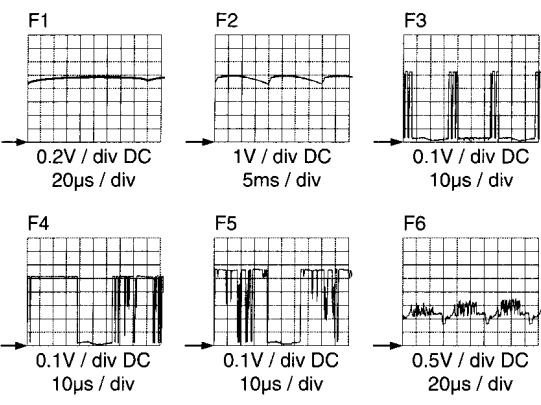 F1
F2
F3
0.2V / div DC
20µs / div
1V / div DC
5ms / div
0.1V / div DC
10µs / div
F4
F5
F6
0.1V / div DC
10µs / div
0.1V / div DC
10µs / div
0.5V / div DC
20µs / div